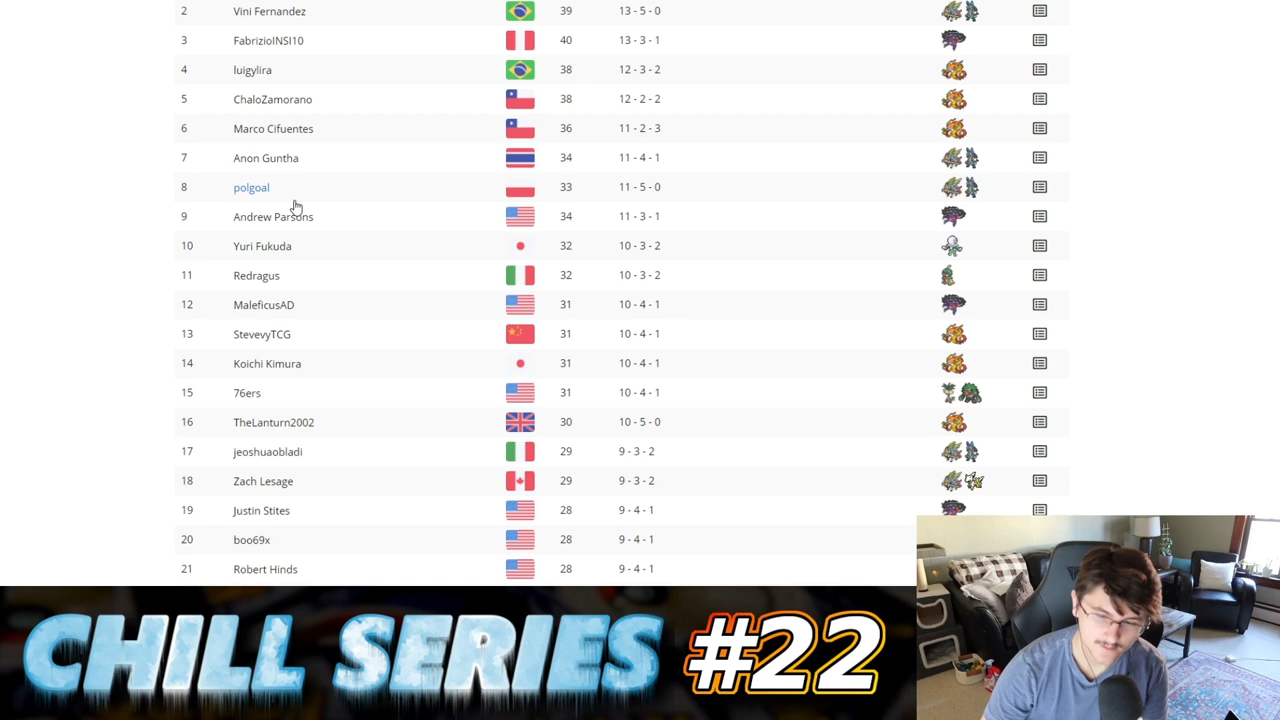 2 Vini Fernandez 39 13 - 5 - 0
3 FabrizioINSI10 40 13 - 3 - 1
4 luigylira 38 12 - 3 - 2
5 ChaloZamorano 38 12 - 2 - 2
6 Marco Cifuentes 36 11 - 2 - 3
7 Anon Guntha 34 11 - 4 - 1
8 polgoal 33 11 - 5 - 0
9 Andrew Parsons 34 11 - 3 - 1
10 Yuri Fukuda 32 10 - 3 - 2
11 Redragus 32 10 - 3 - 2
12 MaleficusAD 31 10 - 4 - 1
13 StevevyTCG 31 10 - 4 - 1
14 Koichi Kimura 31 10 - 4 - 1
15 76ers 31 10 - 4 - 1
16 TheLanturn2002 30 10 - 5 - 0
17 jeoshuabladi 29 9 - 3 - 2
18 Zach Lesage 29 9 - 3 - 2
19 Justin Stites 28 9 - 4 - 1
20 booski 28 9 - 4 - 1
21 Robert Hinds 28 9 - 4 - 1
CHILL SERIES #22